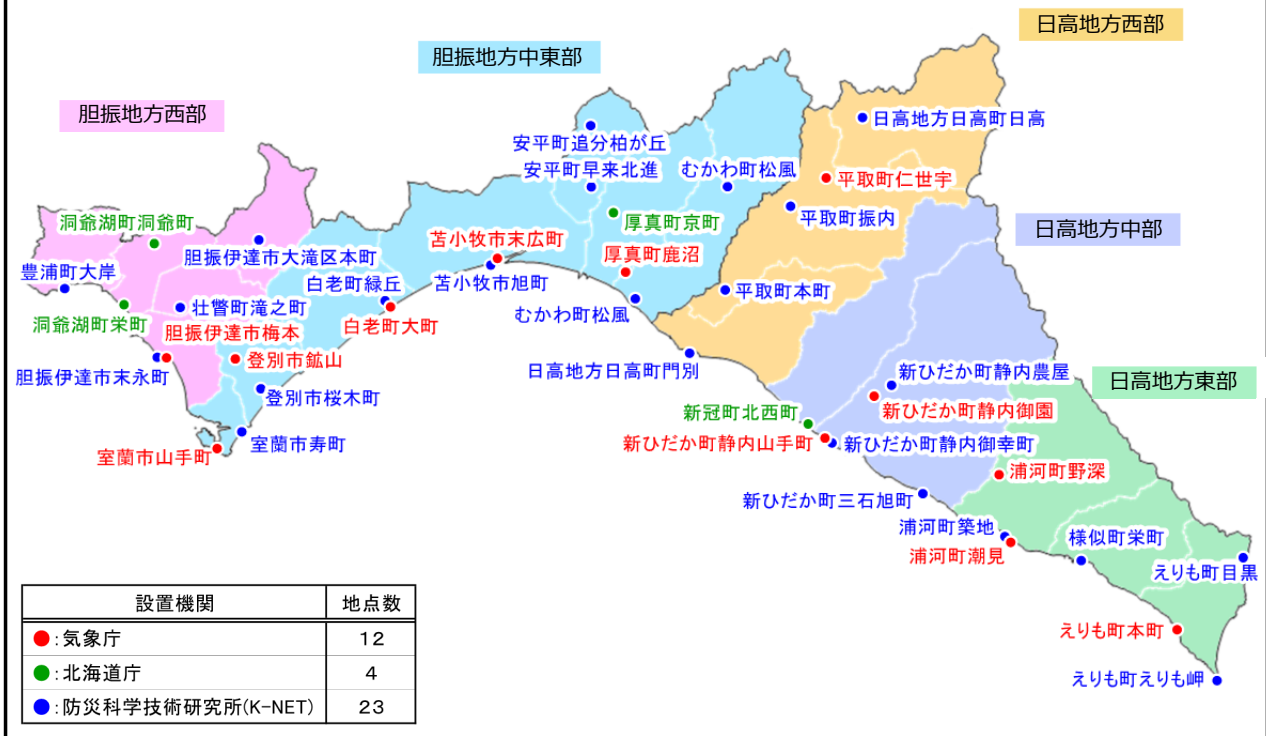 日高地方西部
胆振地方中東部
胆振地方西部
日高地方日高町日高
安平町追分柏が丘
安平町早来北進
むかわ町松風
平取町仁世宇
洞爺湖町洞爺町
厚真町京町
平取町振内
日高地方中部
苫小牧市末広町
胆振伊達市大滝区本町
厚真町鹿沼
豊浦町大岸
白老町緑丘
苫小牧市旭町
平取町本町
壮瞥町滝之町
むかわ町松風
洞爺湖町栄町
白老町大町
胆振伊達市梅本
登別市鉱山
日高地方日高町門別
胆振伊達市末永町
新ひだか町静内農屋
日高地方東部
登別市桜木町
新冠町北西町
新ひだか町静内御園
室蘭市寿町
新ひだか町静内山手町
新ひだか町静内御幸町
室蘭市山手町
浦河町野深
新ひだか町三石旭町
浦河町築地
様似町栄町
浦河町潮見
えりも町目黒
えりも町本町
えりも町えりも岬
設置機関 地点数
:気象庁 12
:北海道庁 4
:防災科学技術研究所(K-NET) 23